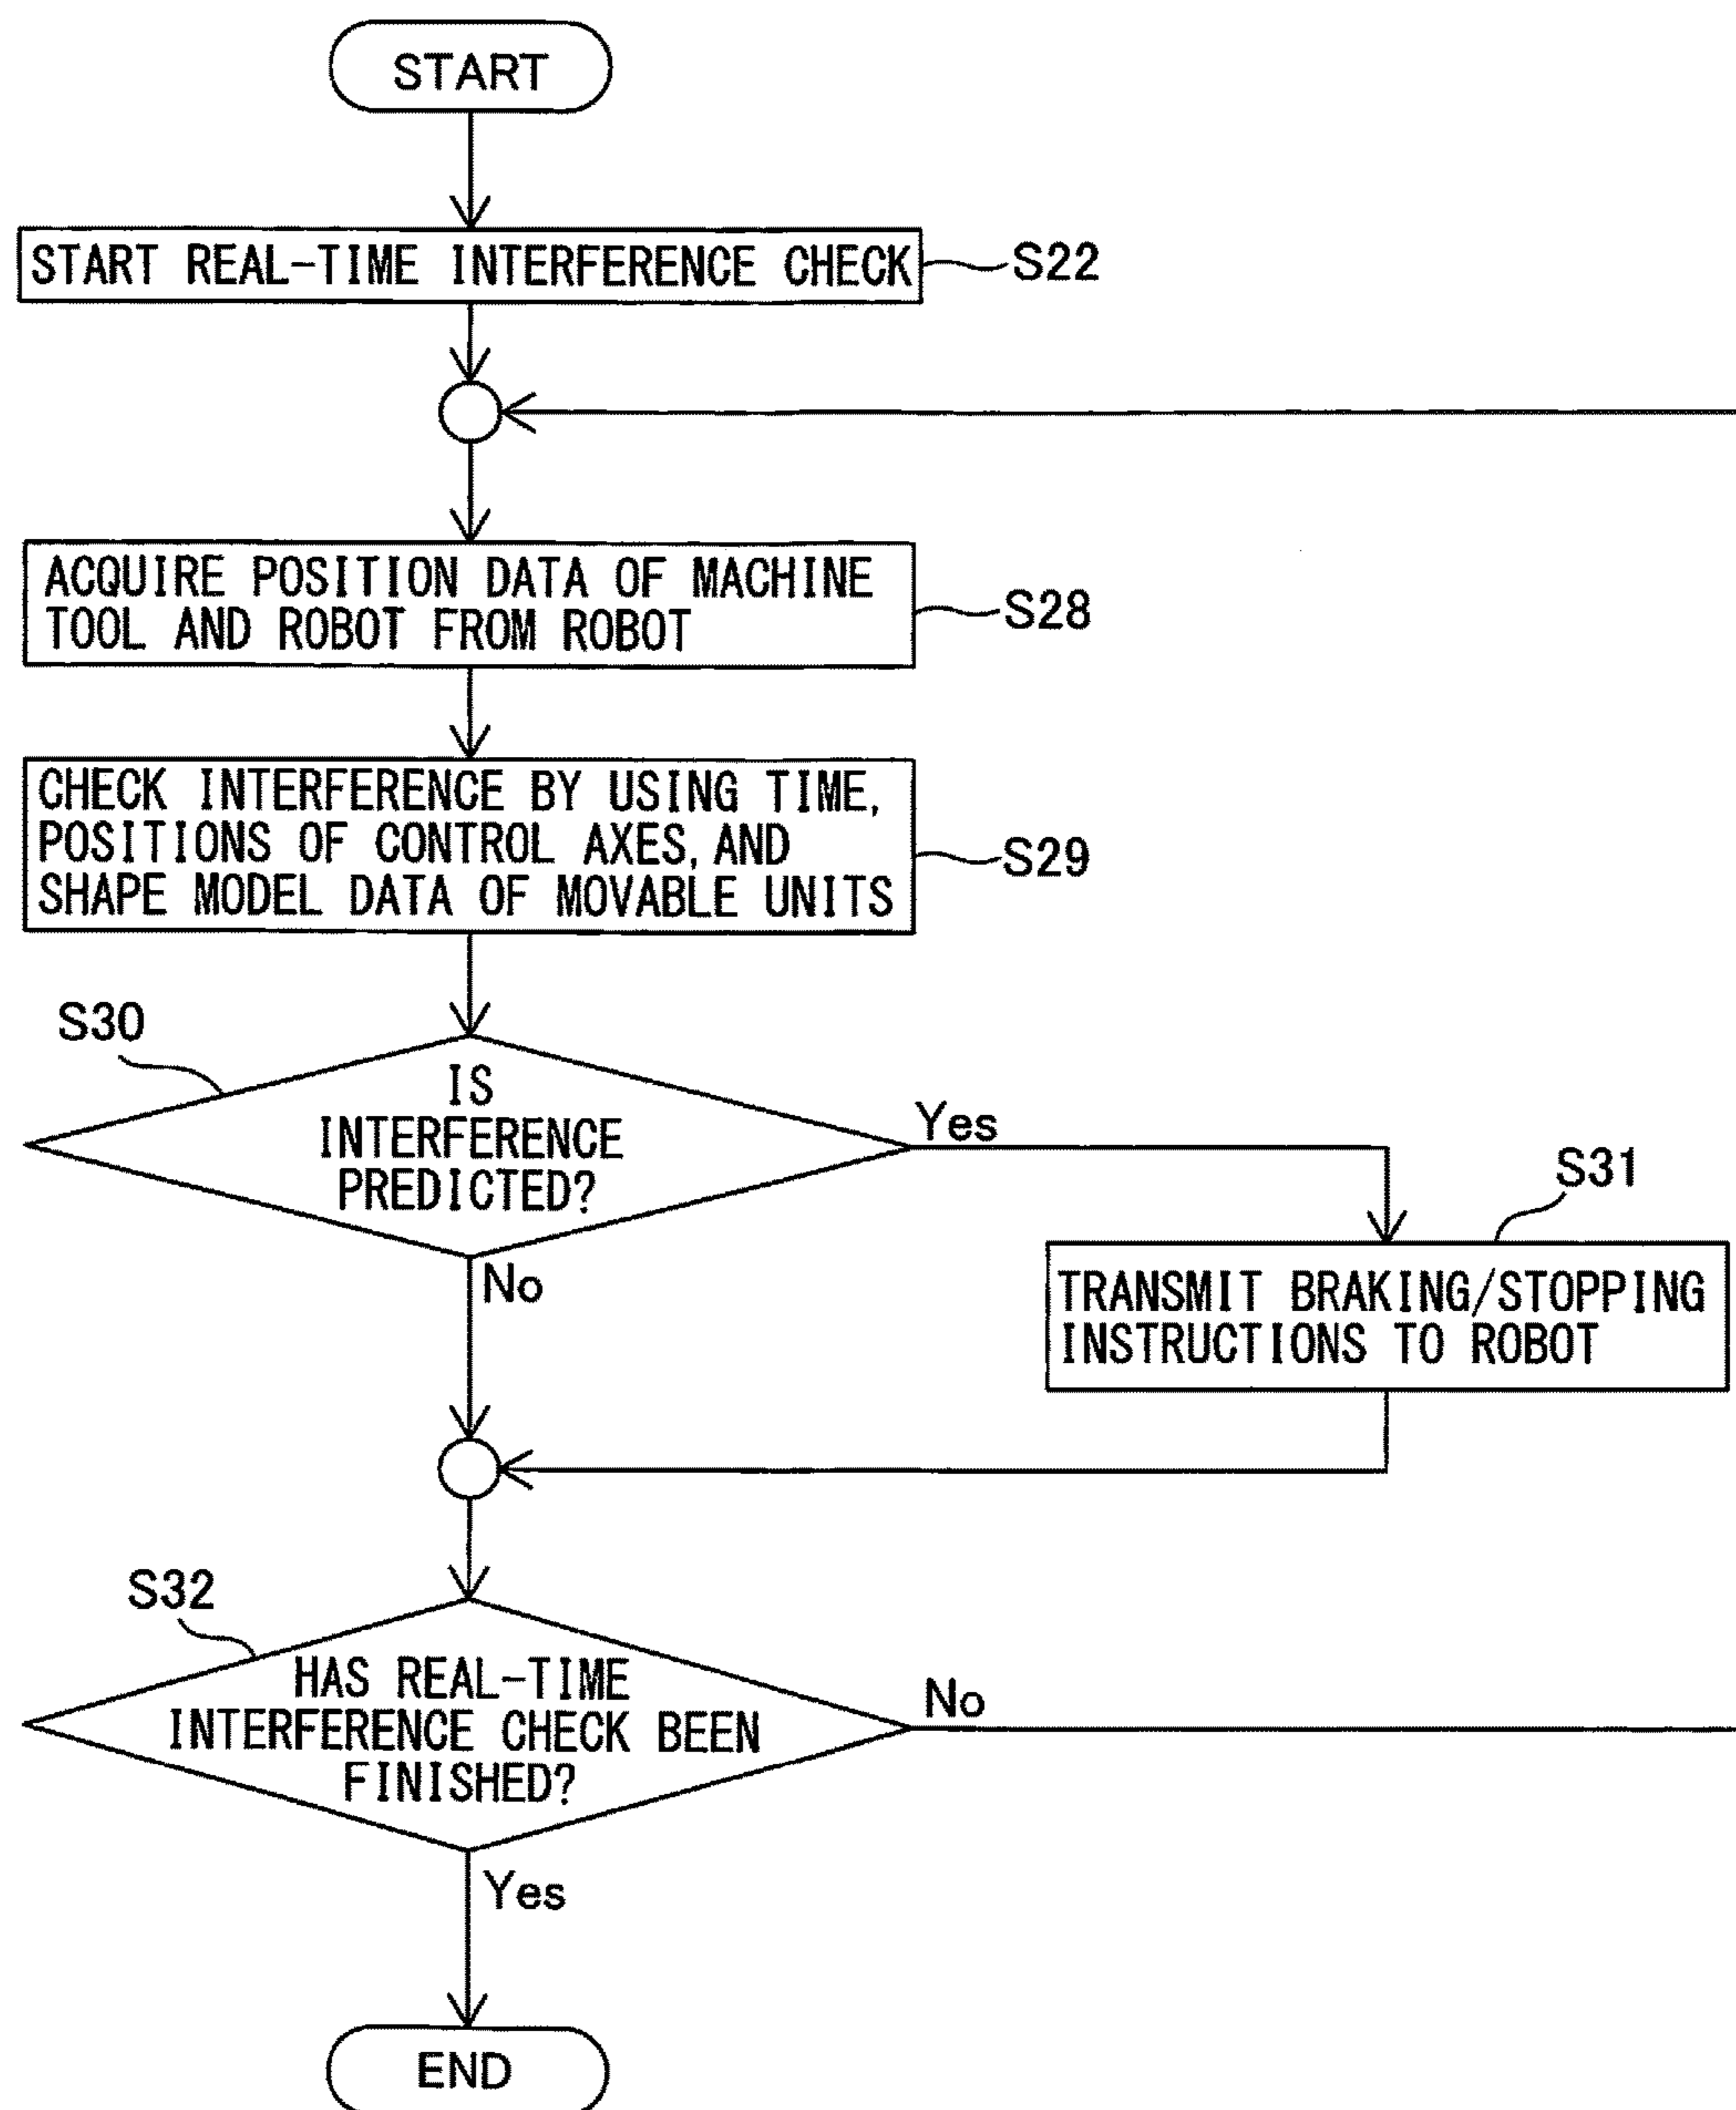 START
START REAL-TIME INTERFERENCE CHECK
S22
ACQUIRE POSITION DATA OF MACHINE
TOOL AND ROBOT FROM ROBOT
S28
CHECK INTERFERENCE BY USING TIME,
POSITIONS OF CONTROL AXES, AND
SHAPE MODEL DATA OF MOVABLE UNITS
S29
S30
IS
INTERFERENCE
PREDICTED?
Yes
No
S31
TRANSMIT BRAKING/STOPPING
INSTRUCTIONS TO ROBOT
S32
HAS REAL-TIME
INTERFERENCE CHECK BEEN
FINISHED?
No
Yes
END